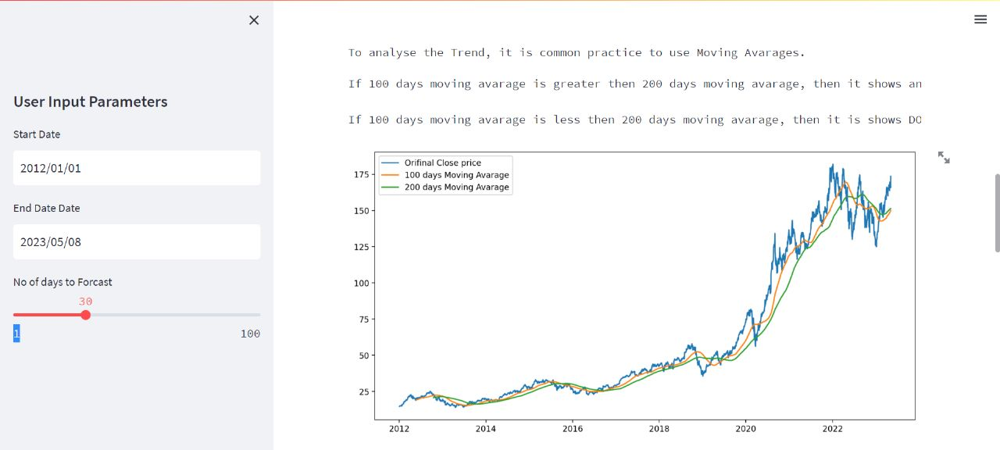 User Input Parameters
Start Date
2012/01/01
End Date Date
2023/05/08
No of days to Forcast
30
1
100
To analyse the Trend, it is common practice to use Moving Avarages.
If 100 days moving avarage is greater then 200 days moving avarage, then it shows an
If 100 days moving avarage is less then 200 days moving avarage, then it is shows DO
Orifinal Close price
100 days Moving Avarage
200 days Moving Avarage
175
150
125
100
75
50
25
2012 2014 2016 2018 2020 2022